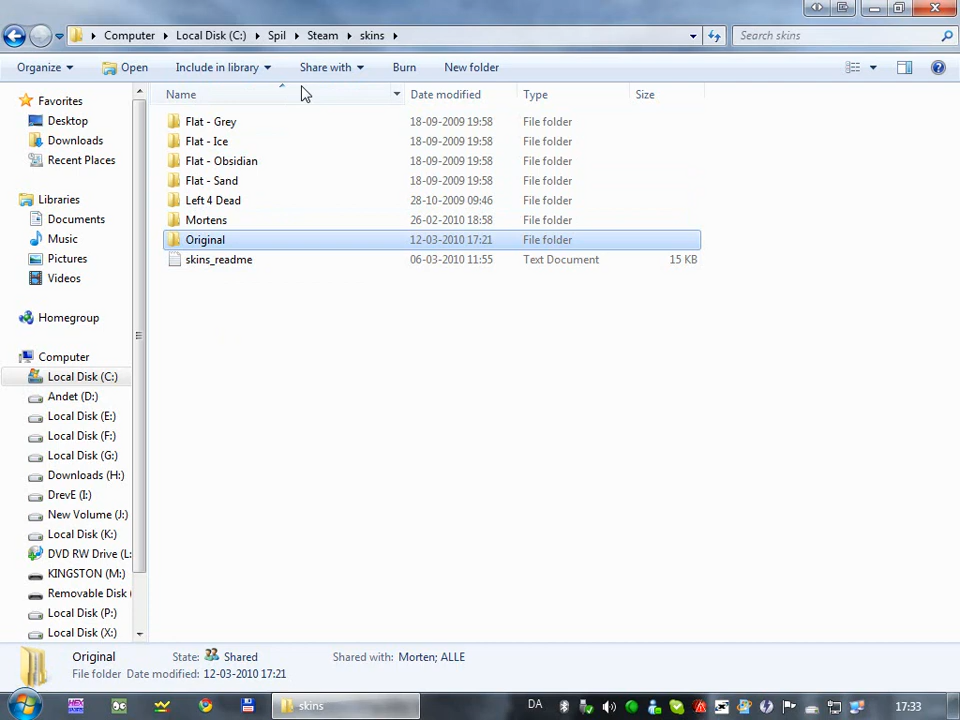 Computer Local Disk (C:) Spil Steam skins Search skins
Organize Open Include in library Share with Burn New folder
Name Date modified Type Size
Favorites
Desktop
Downloads
Recent Places
Libraries
Documents
Music
Pictures
Videos
Homegroup
Computer
Local Disk (C:)
Andet (D:)
Local Disk (E:)
Local Disk (F:)
Local Disk (G:)
Downloads (H:)
DrevE (I:)
New Volume (J:)
Local Disk (K:)
DVD RW Drive (L:
KINGSTON (M:)
Removable Disk (
Local Disk (P:)
Local Disk (X:)
Flat - Grey 18-09-2009 19:58 File folder
Flat - Ice 18-09-2009 19:58 File folder
Flat - Obsidian 18-09-2009 19:58 File folder
Flat - Sand 18-09-2009 19:58 File folder
Left 4 Dead 28-10-2009 09:46 File folder
Mortens 26-02-2010 18:58 File folder
Original 12-03-2010 17:21 File folder
skins_readme 06-03-2010 11:55 Text Document 15 KB
Original State: Shared Shared with: Morten; ALLE
File folder Date modified: 12-03-2010 17:21
HEX skins DA 17:33